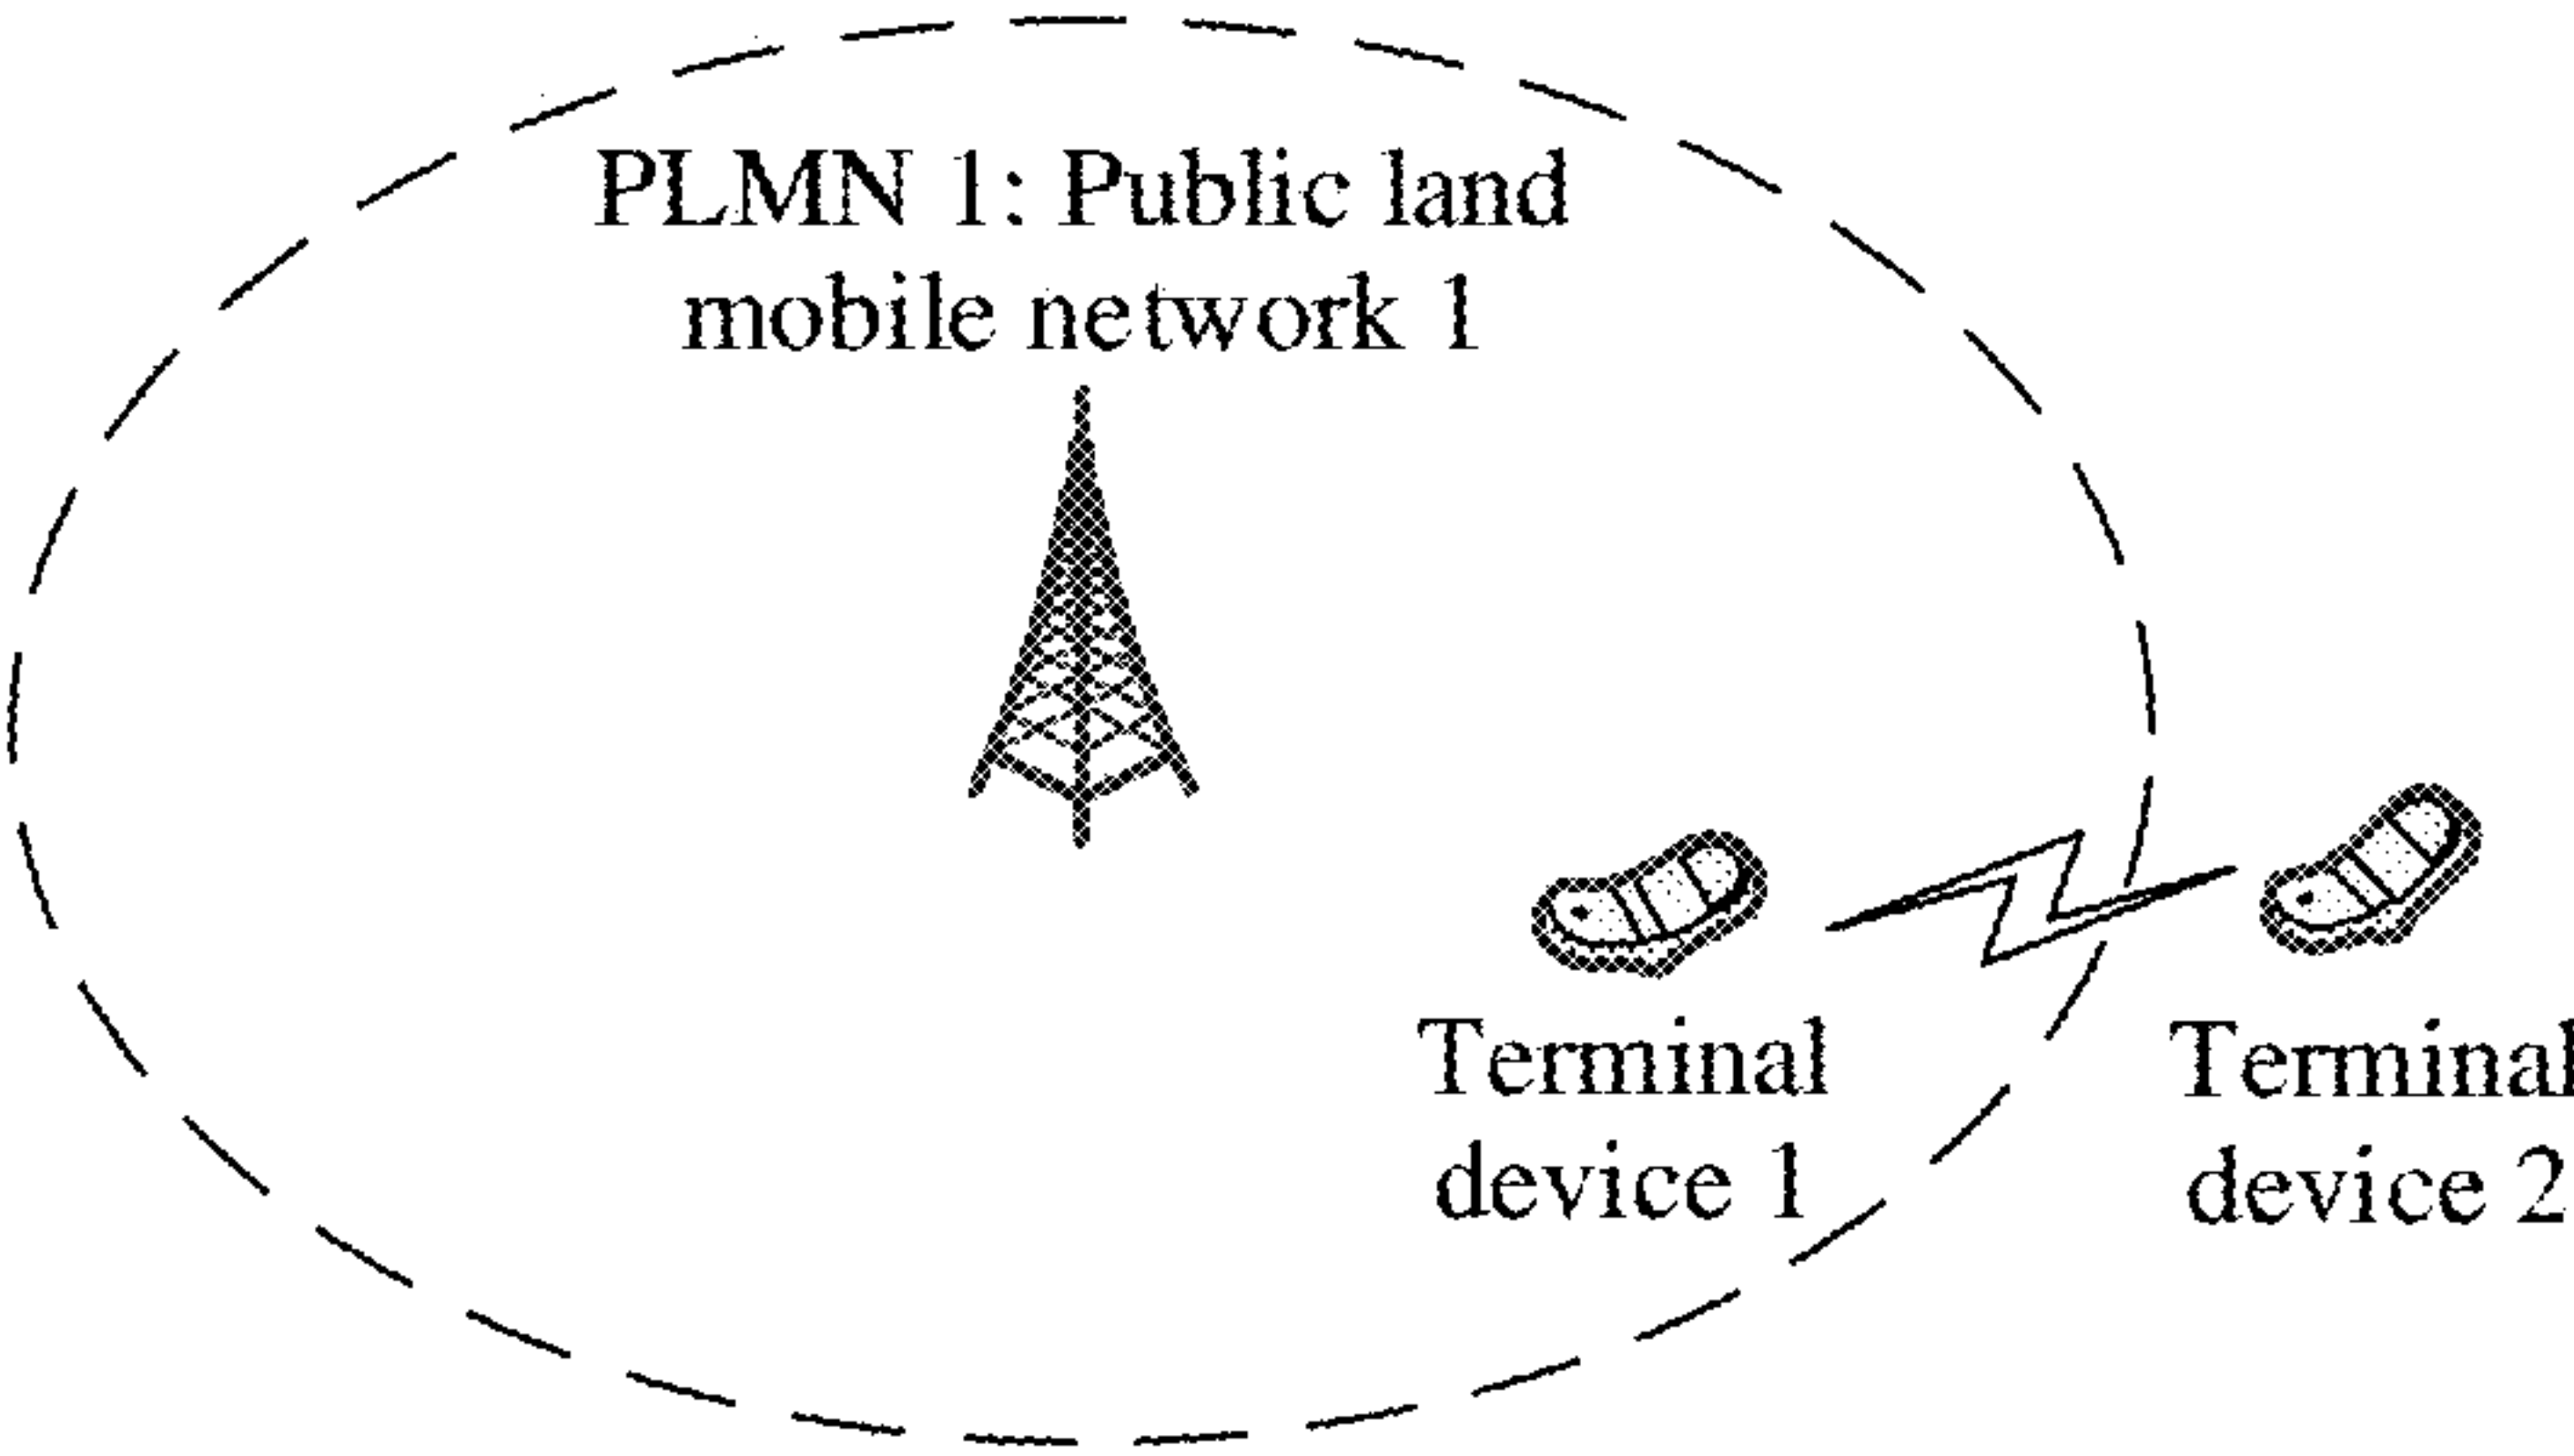 PLMN 1: Public land
mobile network 1
Terminal
device 1
Terminal
device 2